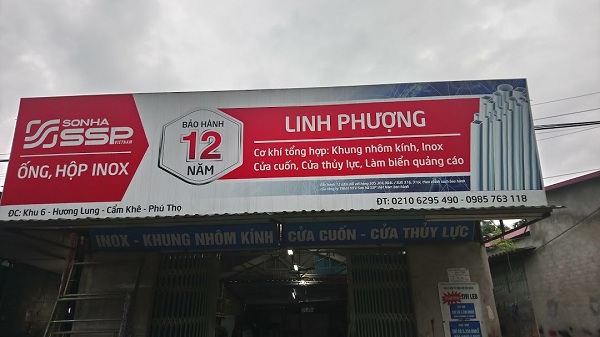 SONHA
SSP
VIETNAM
ỐNG, HỘP INOX
BẢO HÀNH
12
NĂM
LINH PHƯỢNG
Cơ khí tổng hợp: Khung nhôm kính, Inox
Cửa cuốn, Cửa thủy lực, Làm biển quảng cáo
ĐC: Khu 6 - Hương Lung - Cẩm Khê - Phú Thọ
ĐT: 0210 6295 490 - 0985 763 118
INOX - KHUNG NHÔM KÍNH
CỬA CUỐN - CỬA THỦY LỰC